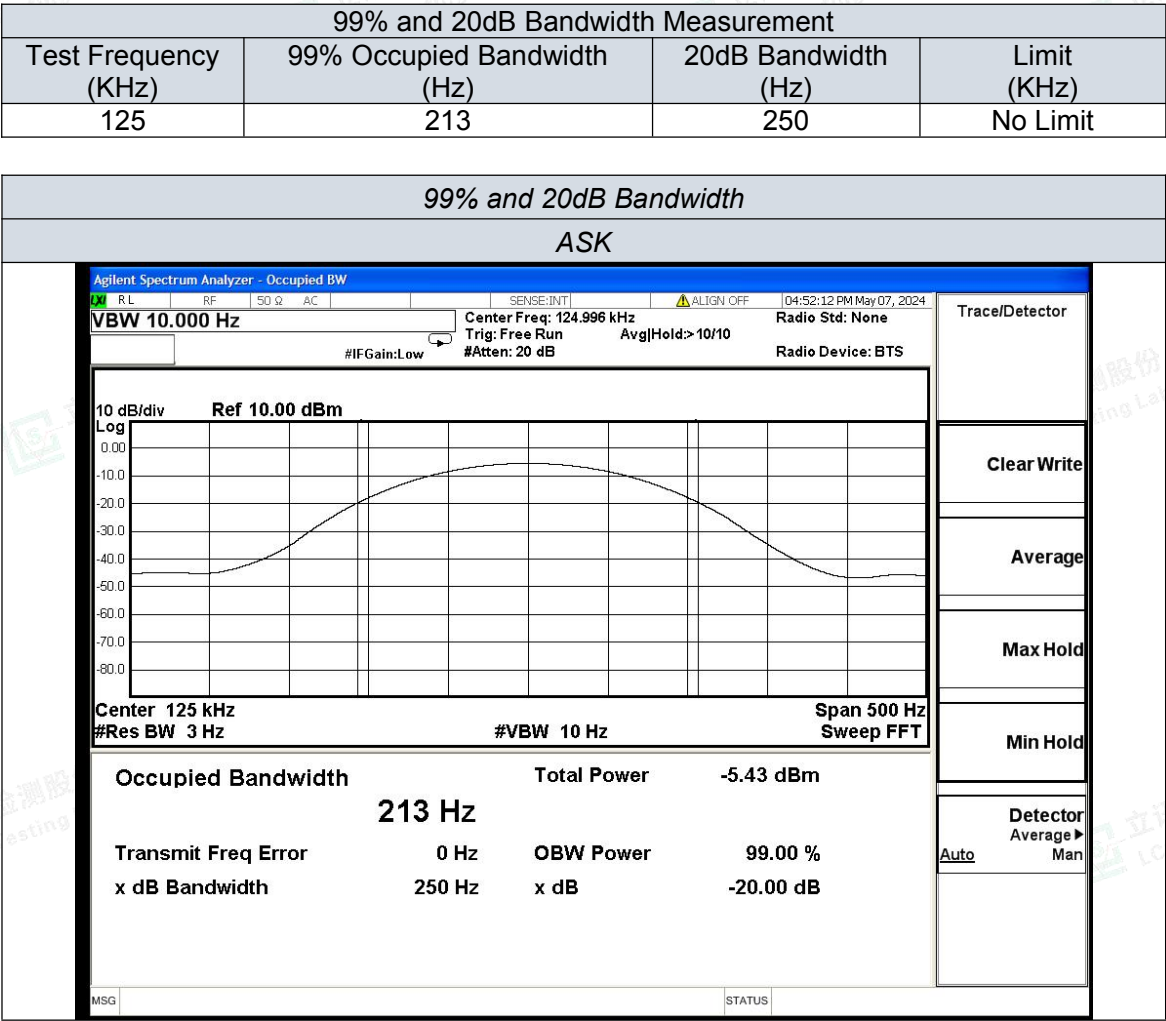 99% and 20dB Bandwidth Measurement
Test Frequency (KHz) 99% Occupied Bandwidth (Hz) 20dB Bandwidth (Hz) Limit (KHz)
125 213 250 No Limit
99% and 20dB Bandwidth
ASK
Agilent Spectrum Analyzer - Occupied BW
LXI RL RF 50 Ω AC SENSE:INT ALIGN OFF 04:52:12 PM May 07, 2024
VBW 10.000 Hz
Center Freq: 124.996 kHz
Radio Std: None
Trig: Free Run Avg|Hold:>10/10
#IFGain:Low
#Atten: 20 dB
Radio Device: BTS
10 dB/div Ref 10.00 dBm
Log
0.00
-10.0
-20.0
-30.0
-40.0
-50.0
-60.0
-70.0
-80.0
Center 125 kHz Span 500 Hz
#Res BW 3 Hz #VBW 10 Hz Sweep FFT
Occupied Bandwidth Total Power -5.43 dBm
213 Hz
Transmit Freq Error 0 Hz OBW Power 99.00 %
x dB Bandwidth 250 Hz x dB -20.00 dB
MSG STATUS
Trace/Detector
Clear Write
Average
Max Hold
Min Hold
Detector
Average▶
Auto Man